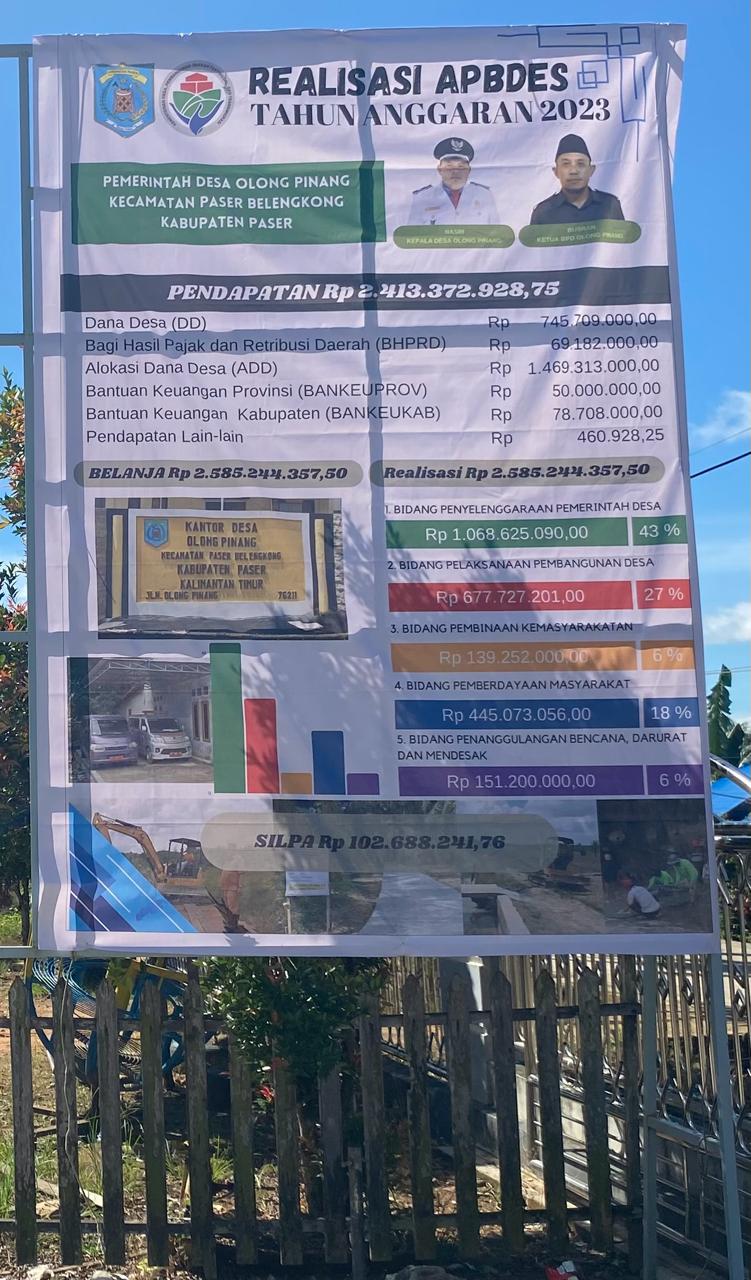 REALISASI APBDES
TAHUN ANGGARAN 2023
PEMERINTAH DESA OLONG PINANG
KECAMATAN PASER BELENGKONG
KABUPATEN PASER
NASRI
KEPALA DESA OLONG PINANG
BUSRAN
KETUA BPD OLONG PINANG
PENDAPATAN Rp 2.413.372.928,75
Dana Desa (DD) Rp 745.709.000,00
Bagi Hasil Pajak dan Retribusi Daerah (BHPRD) Rp 69.182.000,00
Alokasi Dana Desa (ADD) Rp 1.469.313.000,00
Bantuan Keuangan Provinsi (BANKEUPROV) Rp 50.000.000,00
Bantuan Keuangan Kabupaten (BANKEUKAB) Rp 78.708.000,00
Pendapatan Lain-lain Rp 460.928,25
BELANJA Rp 2.585.244.357,50
Realisasi Rp 2.585.244.357,50
KANTOR DESA
OLONG PINANG
KECAMATAN PASER BELENGKONG
KABUPATEN PASER
KALIMANTAN TIMUR
JLN. OLONG PINANG 76211
1. BIDANG PENYELENGGARAAN PEMERINTAH DESA
Rp 1.068.625.090,00 43 %
2. BIDANG PELAKSANAAN PEMBANGUNAN DESA
Rp 677.727.201,00 27 %
3. BIDANG PEMBINAAN KEMASYARAKATAN
Rp 139.252.000,00 6 %
4. BIDANG PEMBERDAYAAN MASYARAKAT
Rp 445.073.056,00 18 %
5. BIDANG PENANGGULANGAN BENCANA, DARURAT
DAN MENDESAK
Rp 151.200.000,00 6 %
SILPA Rp 102.688.241,76